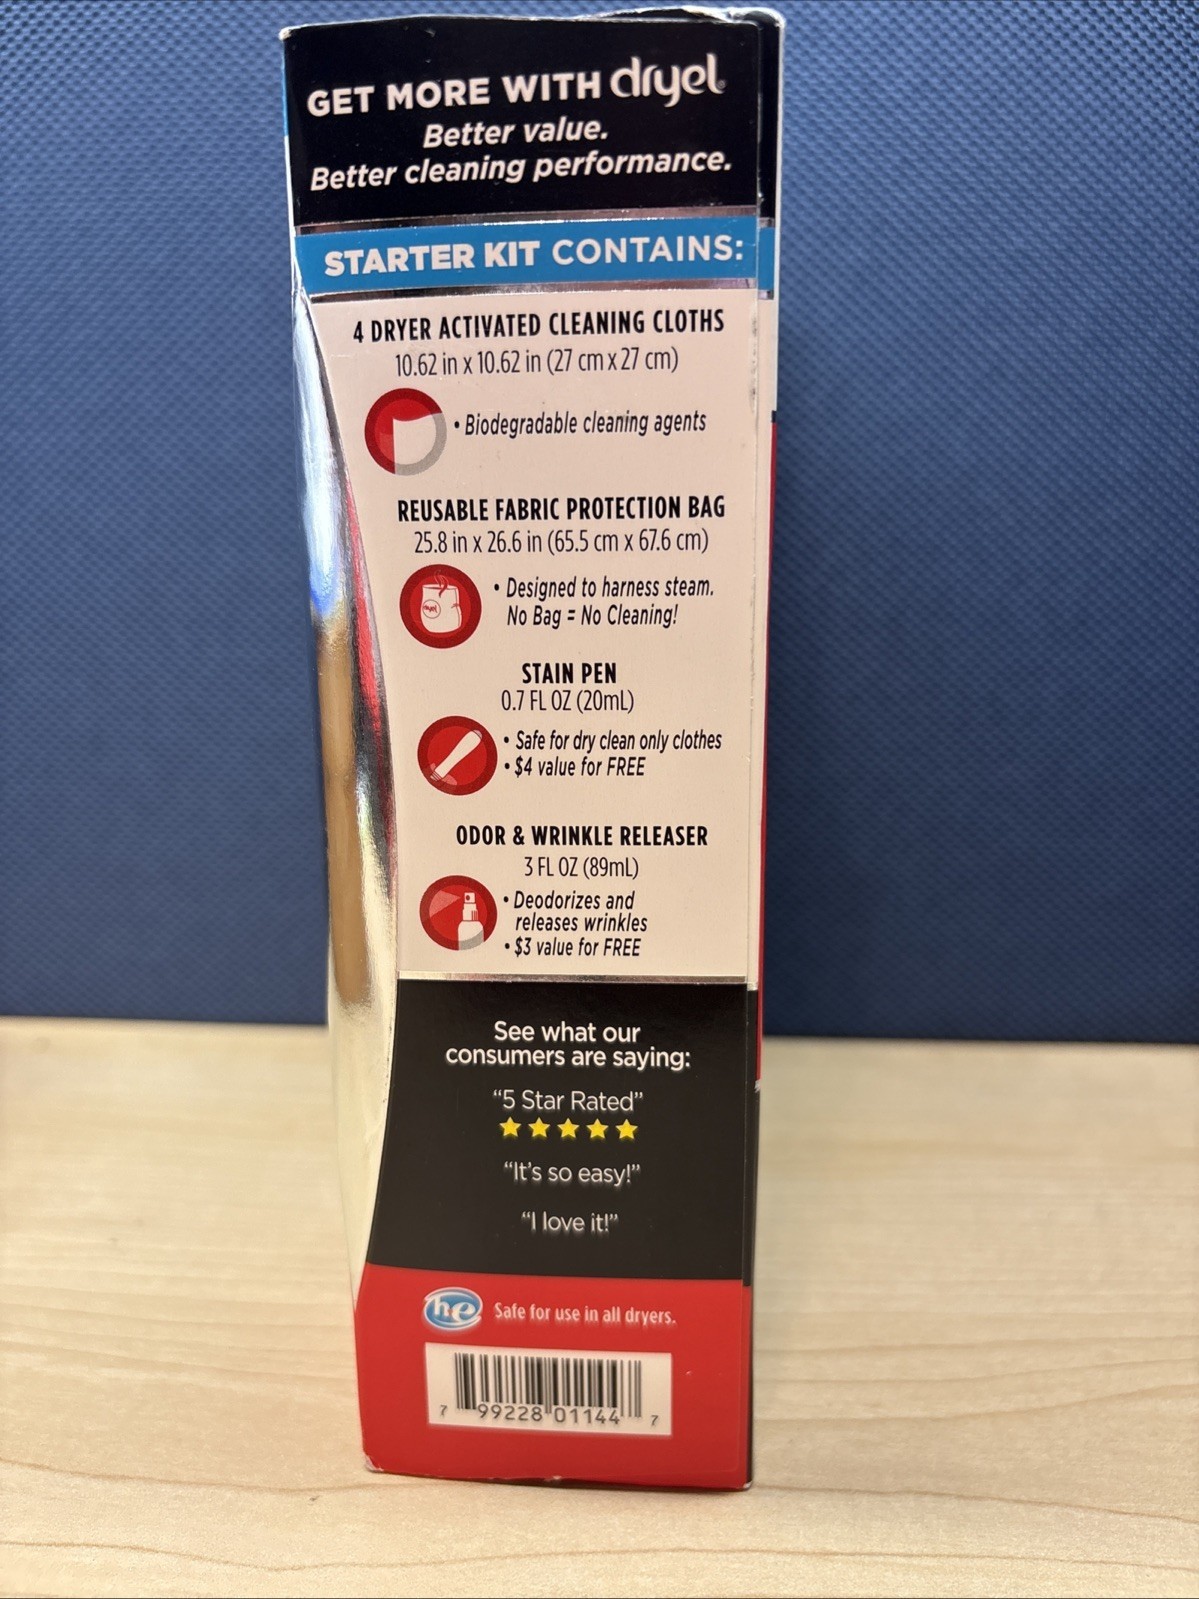 GET MORE WITH dryel®
Better value.
Better cleaning performance.
STARTER KIT CONTAINS:
4 DRYER ACTIVATED CLEANING CLOTHS
10.62 in x 10.62 in (27 cm x 27 cm)
• Biodegradable cleaning agents
REUSABLE FABRIC PROTECTION BAG
25.8 in x 26.6 in (65.5 cm x 67.6 cm)
dryel
• Designed to harness steam.
No Bag = No Cleaning!
STAIN PEN
0.7 FL OZ (20mL)
• Safe for dry clean only clothes
• $4 value for FREE
ODOR & WRINKLE RELEASER
3 FL OZ (89mL)
• Deodorizes and
releases wrinkles
• $3 value for FREE
See what our
consumers are saying:
"5 Star Rated"
"It's so easy!"
"I love it!"
he Safe for use in all dryers.
7 99228 01144 7